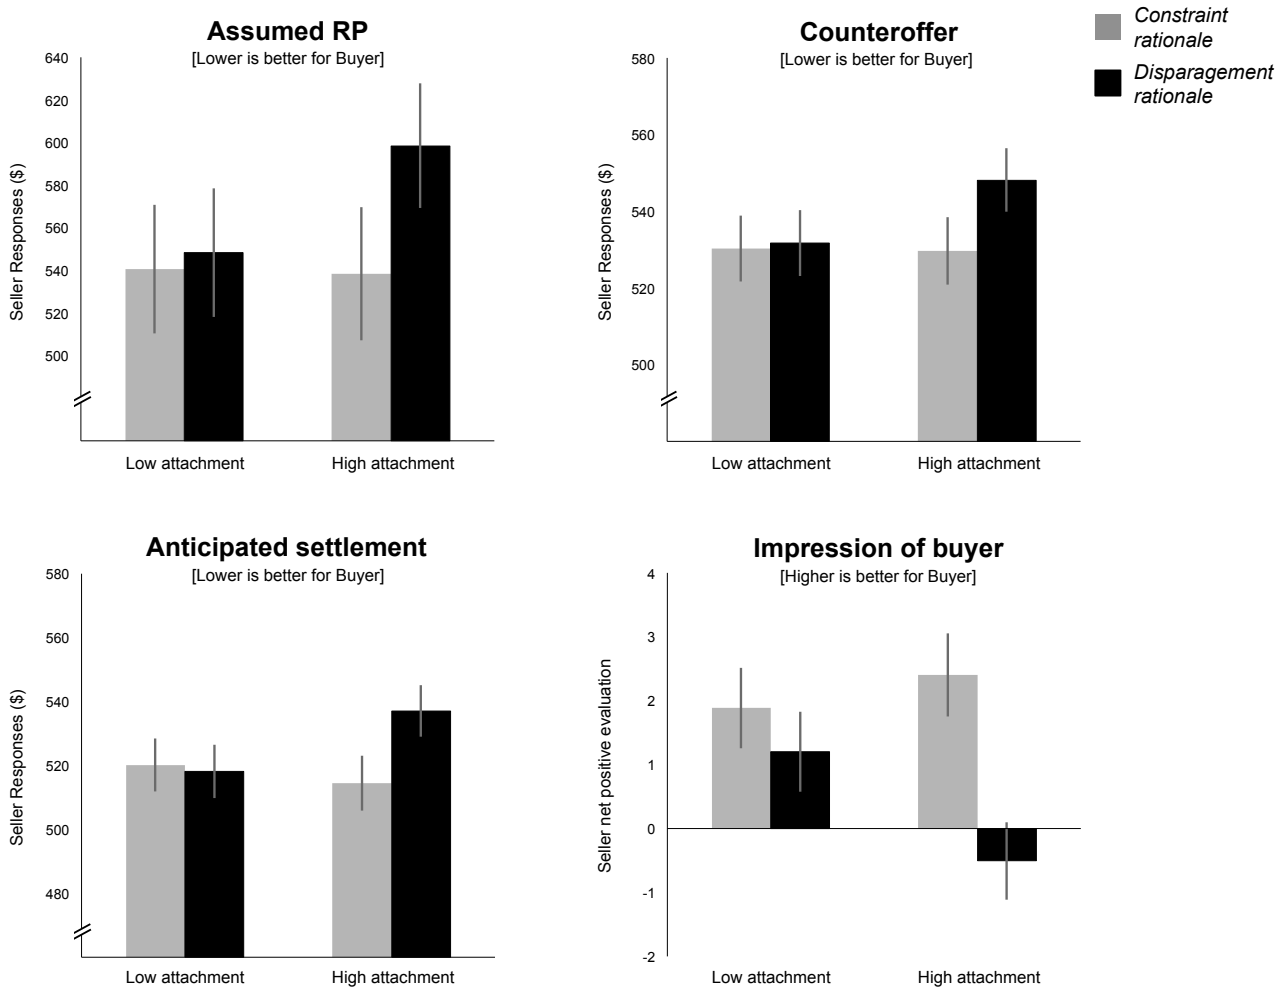 Assumed RP
[Lower is better for Buyer]
640
620
600
580
560
540
520
500
Seller Responses ($)
Low attachment
High attachment
Counteroffer
[Lower is better for Buyer]
580
560
540
520
500
Seller Responses ($)
Low attachment
High attachment
Constraint
rationale
Disparagement
rationale
Anticipated settlement
[Lower is better for Buyer]
580
560
540
520
500
480
Seller Responses ($)
Low attachment
High attachment
Impression of buyer
[Higher is better for Buyer]
4
3
2
1
0
-1
-2
Seller net positive evaluation
Low attachment
High attachment